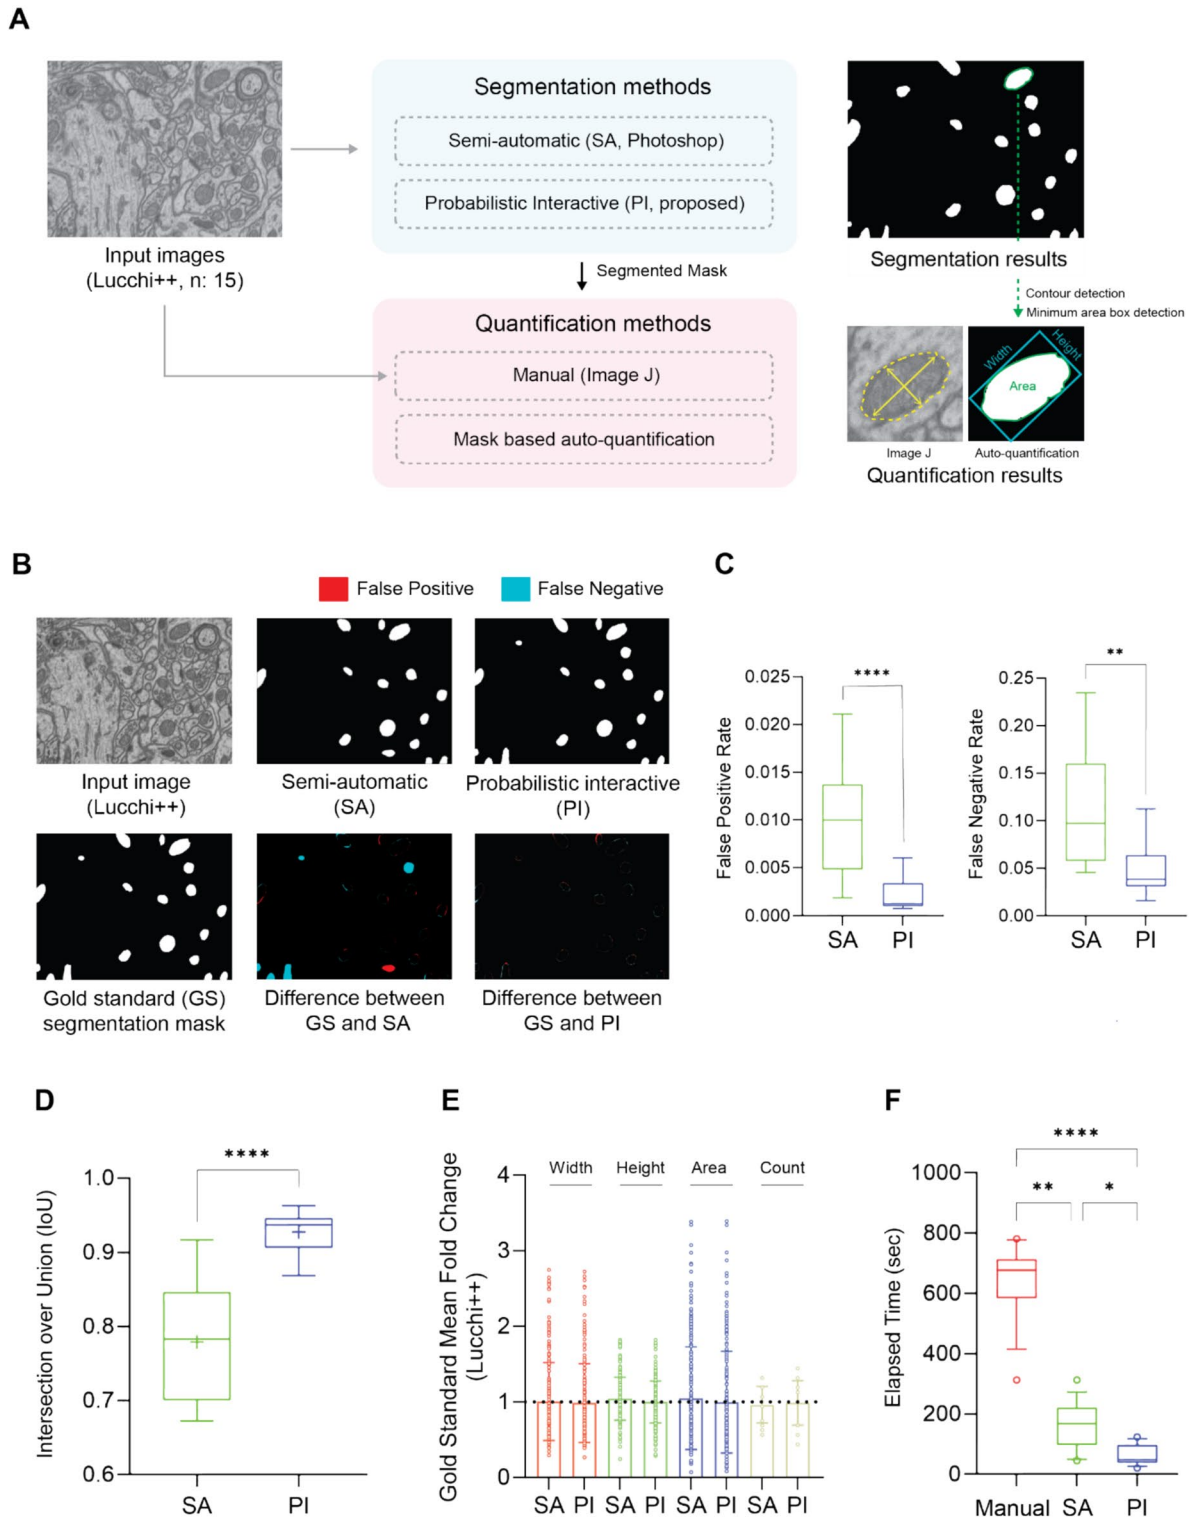 A
Segmentation methods
Semi-automatic (SA, Photoshop)
Probabilistic Interactive (PI, proposed)
Input images
(Lucchi++, n: 15)
Segmented Mask
Segmentation results
Contour detection
Minimum area box detection
Quantification methods
Manual (Image J)
Mask based auto-quantification
Width
Height
Area
Image J
Auto-quantification
Quantification results
B
False Positive
False Negative
Input image
(Lucchi++)
Semi-automatic
(SA)
Probabilistic interactive
(PI)
Gold standard (GS)
segmentation mask
Difference between
GS and SA
Difference between
GS and PI
C
False Positive Rate
0.025
0.020
0.015
0.010
0.005
0.000
****
SA
PI
False Negative Rate
0.25
0.20
0.15
0.10
0.05
0.00
**
SA
PI
D
Intersection over Union (IoU)
1.0
0.9
0.8
0.7
0.6
****
SA
PI
E
Gold Standard Mean Fold Change
(Lucchi++)
4
3
2
1
0
Width
Height
Area
Count
SA PI SA PI SA PI SA PI
F
Elapsed Time (sec)
1000
800
600
400
200
0
****
**
*
Manual
SA
PI